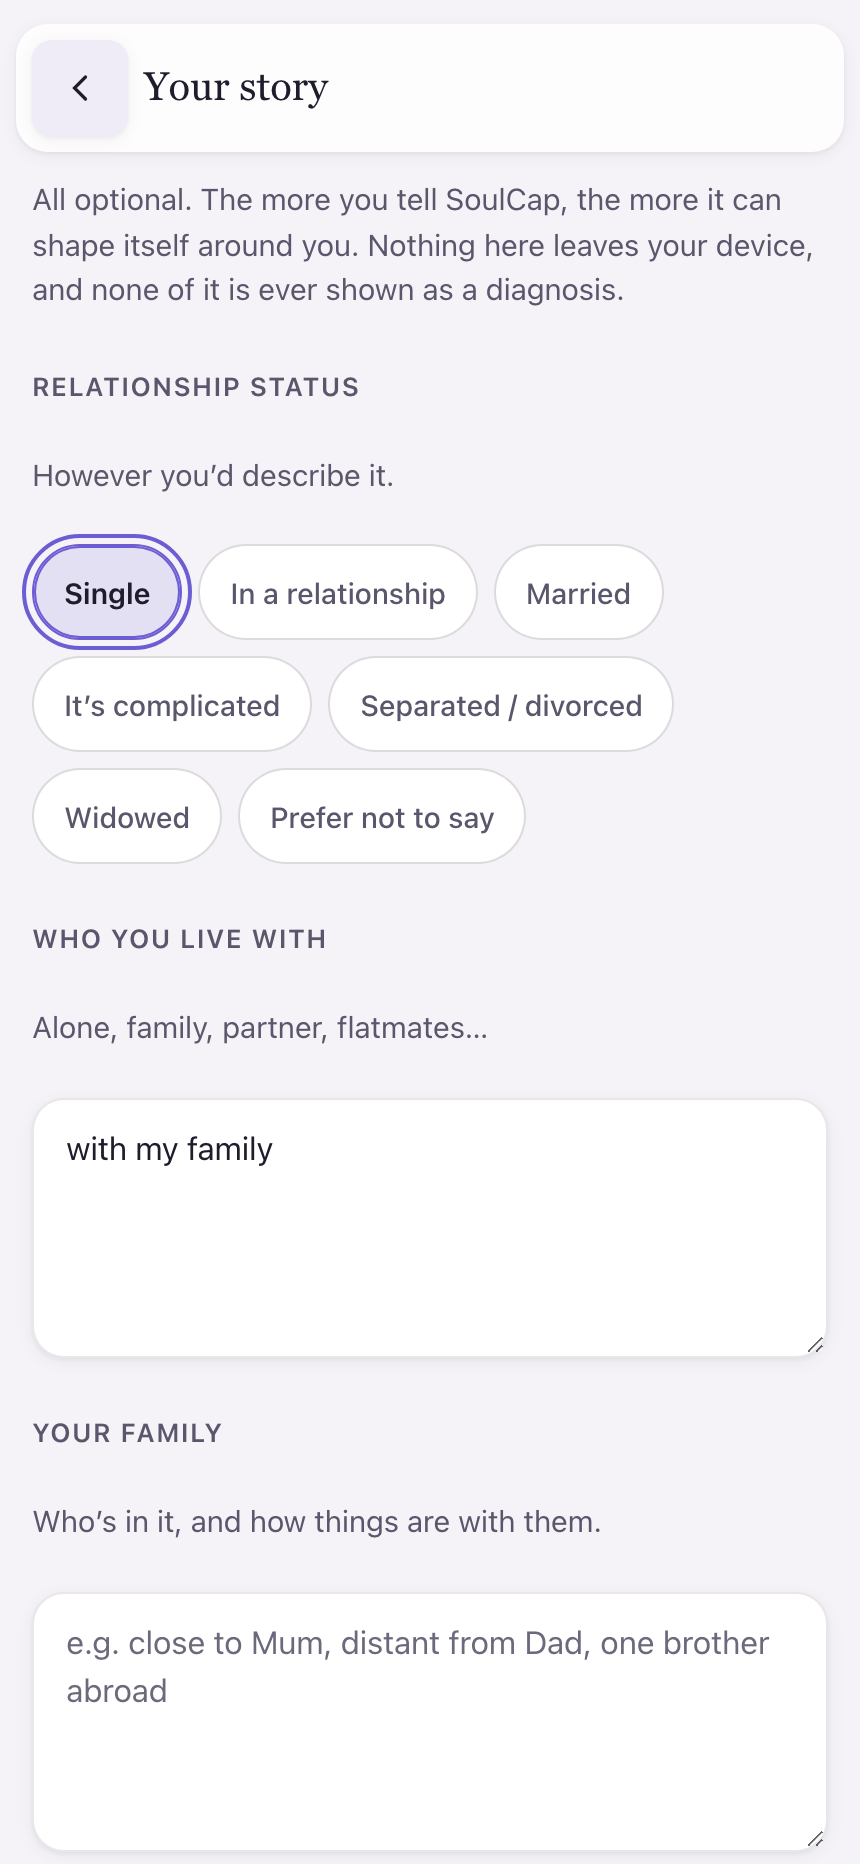 Your story
All optional. The more you tell SoulCap, the more it can
shape itself around you. Nothing here leaves your device,
and none of it is ever shown as a diagnosis.
RELATIONSHIP STATUS
However you’d describe it.
Single
In a relationship
Married
It’s complicated
Separated / divorced
Widowed
Prefer not to say
WHO YOU LIVE WITH
Alone, family, partner, flatmates…
with my family
YOUR FAMILY
Who’s in it, and how things are with them.
e.g. close to Mum, distant from Dad, one brother
abroad